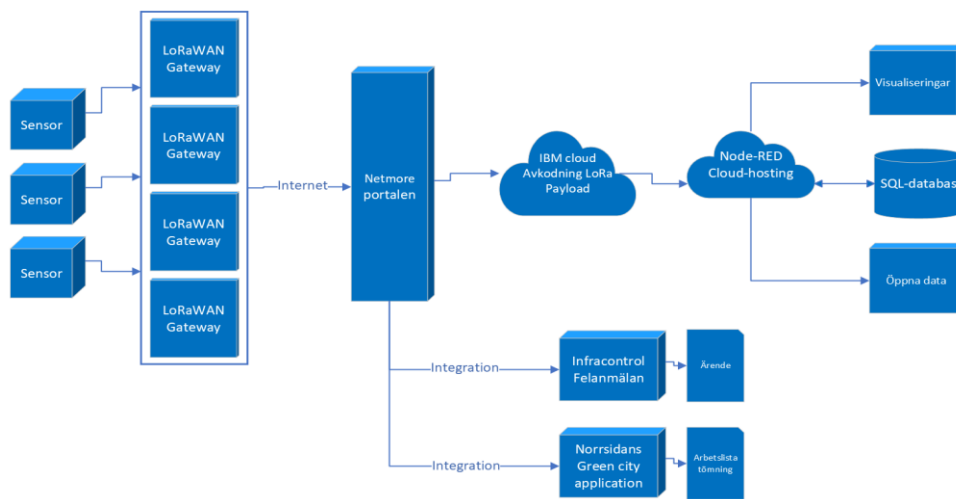 LoRaWAN
Gateway
LoRaWAN
Gateway
LoRaWAN
Gateway
LoRaWAN
Gateway
Sensor
Sensor
Sensor
Internet
Netmore
portalen
IBM cloud
Avkodning LoRa
Payload
Node-RED
Cloud-hosting
Visualiseringar
SQL-databas
Öppna data
Integration
Infracontrol
Felanmälan
Ärende
Integration
Norrsidans
Green city
application
Arbetslista
tömning